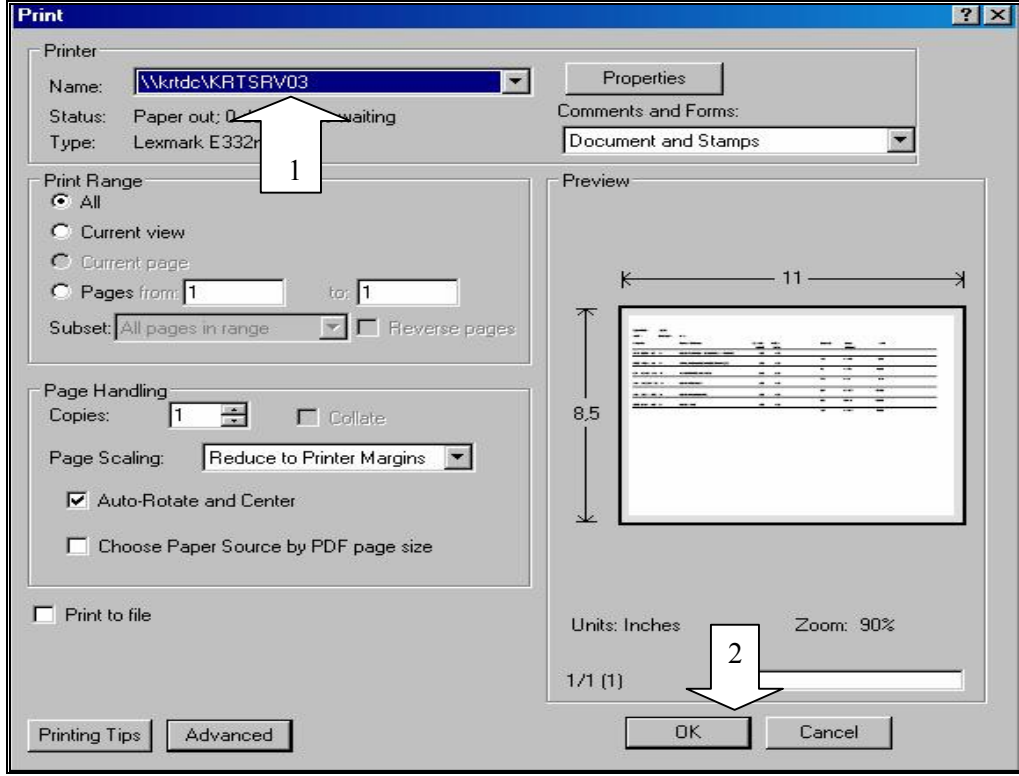 Print
Printer
Name: \\krtdc\KRTSRV03 Properties
Status: Paper out; waiting
Comments and Forms:
Type: Lexmark Document and Stamps
1
Print Range
All
Current view
Current page
Pages from: 1 to: 1
Subset: All pages in range Reverse pages
Page Handling
Copies: 1 Collate
Page Scaling: Reduce to Printer Margins
Auto-Rotate and Center
Choose Paper Source by PDF page size
Print to file
Preview
11
8,5
Units: Inches Zoom: 90%
2
1/1 (1)
Printing Tips Advanced OK Cancel